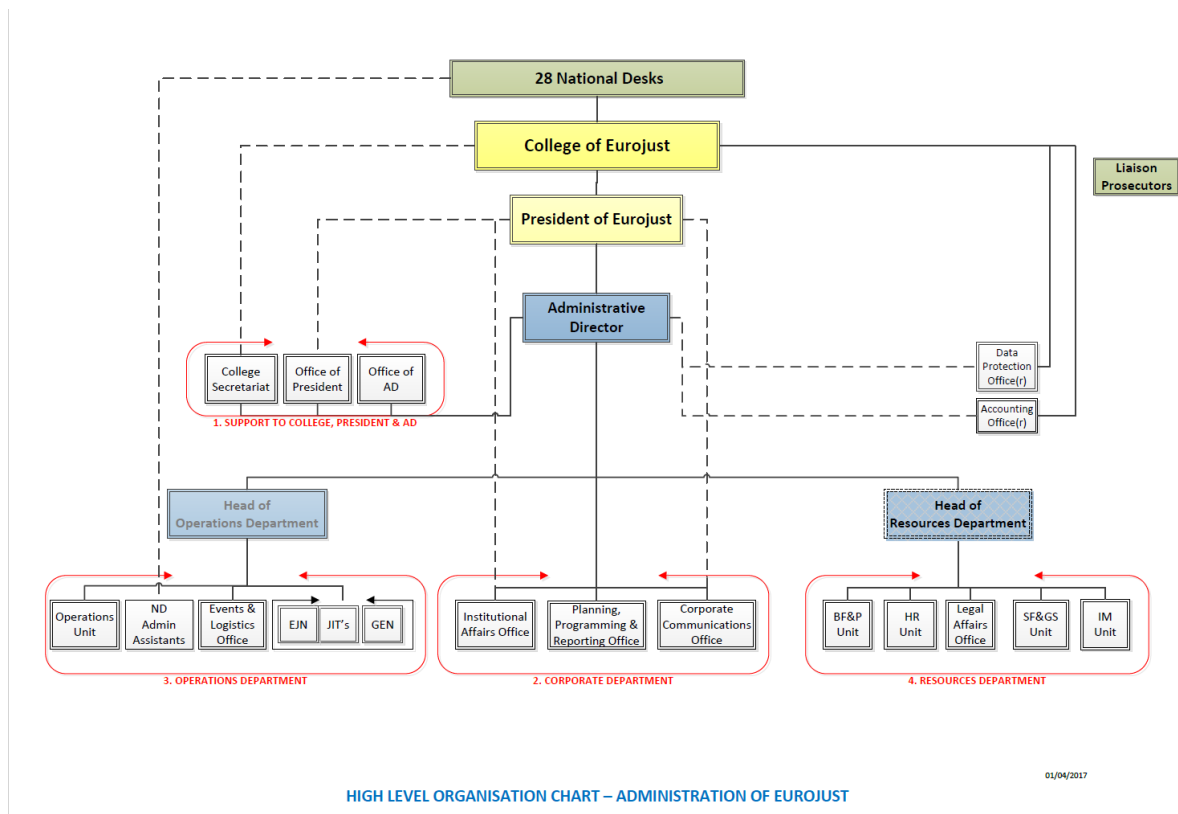 28 National Desks
College of Eurojust
Liaison
Prosecutors
President of Eurojust
Administrative
Director
College
Secretariat
Office of
President
Office of
AD
Data
Protection
Office(r)
Accounting
Office(r)
1. SUPPORT TO COLLEGE, PRESIDENT & AD
Head of
Operations Department
Head of
Resources Department
Operations
Unit
ND
Admin
Assistants
Events &
Logistics
Office
EJN
JIT's
GEN
Institutional
Affairs Office
Planning,
Programming &
Reporting Office
Corporate
Communications
Office
BF&P
Unit
HR
Unit
Legal
Affairs
Office
SF&GS
Unit
IM
Unit
3. OPERATIONS DEPARTMENT
2. CORPORATE DEPARTMENT
4. RESOURCES DEPARTMENT
01/04/2017
HIGH LEVEL ORGANISATION CHART – ADMINISTRATION OF EUROJUST